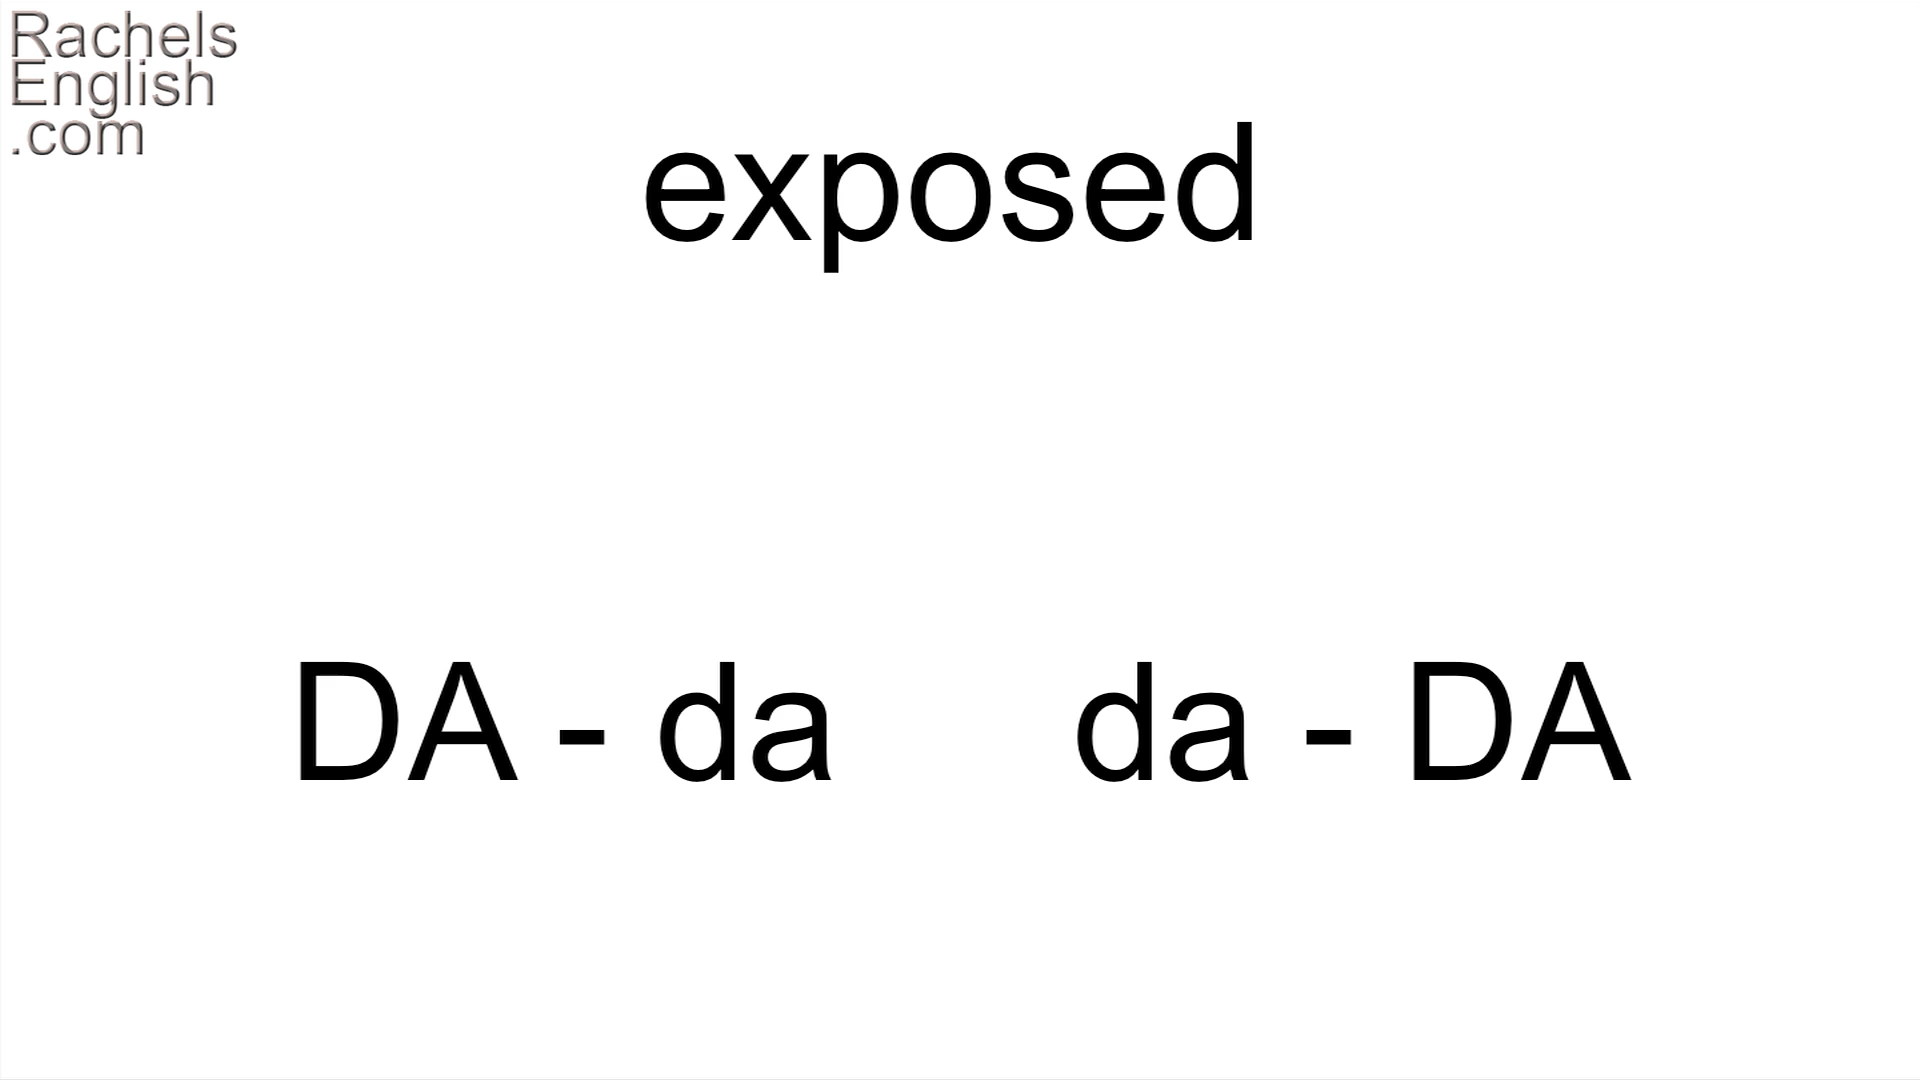 Rachels
English
.com
exposed
DA - da
da - DA